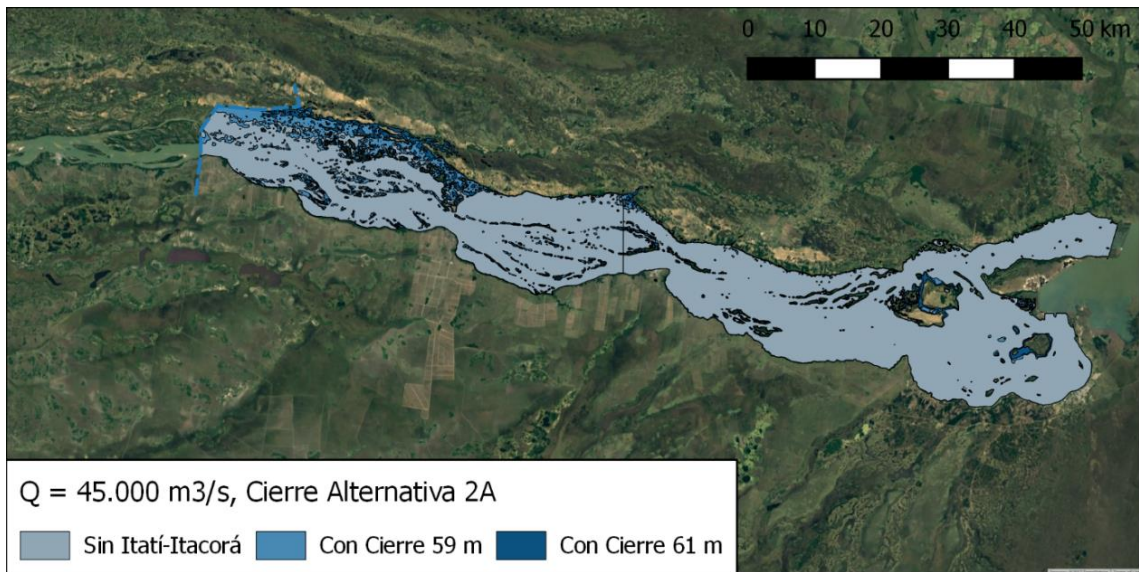 0 10 20 30 40 50 km
Q = 45.000 m3/s, Cierre Alternativa 2A
Sin Itatí-Itacorá Con Cierre 59 m Con Cierre 61 m